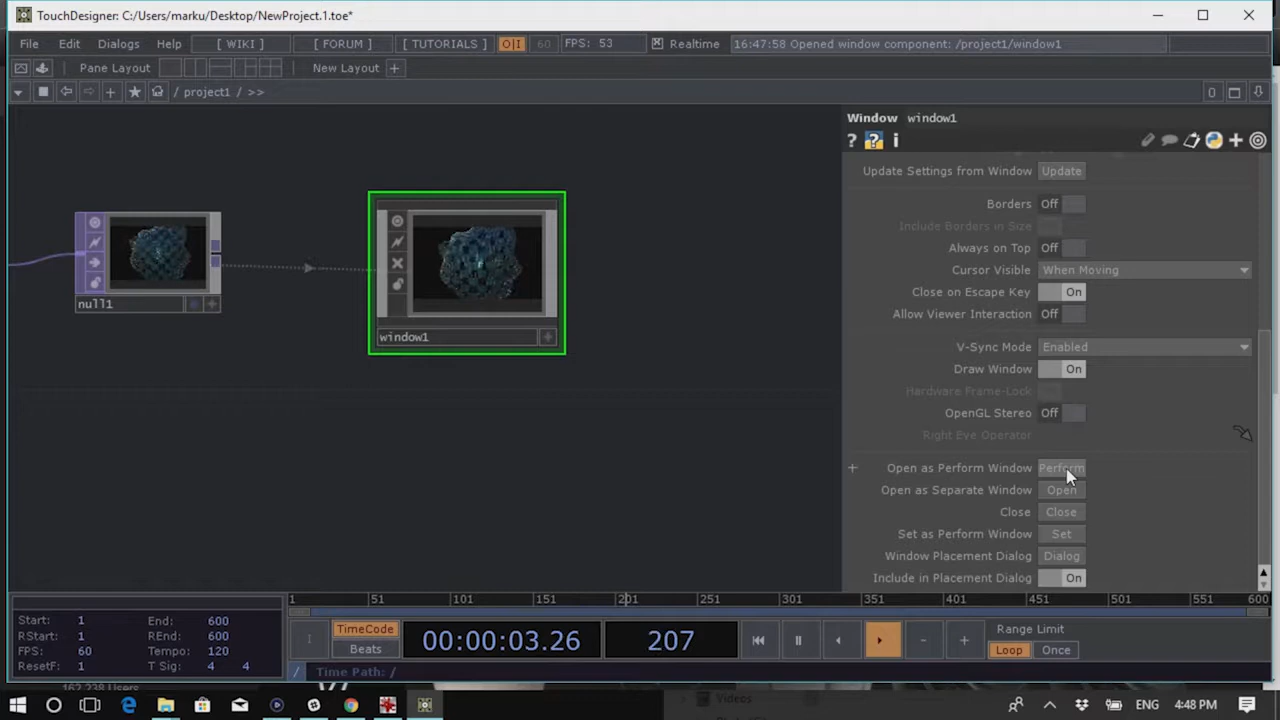 TouchDesigner: C:/Users/marku/Desktop/NewProject.1.toe*
File Edit Dialogs Help [ WIKI ] [ FORUM ] [ TUTORIALS ] O|I 60 FPS: 53 Realtime 16:47:58 Opened window component: /project1/window1
Pane Layout New Layout +
/ project1 / >> 0
Window window1
? ? i
Update Settings from Window Update
Borders Off
Include Borders in Size
Always on Top Off
Cursor Visible When Moving
Close on Escape Key On
Allow Viewer Interaction Off
V-Sync Mode Enabled
Draw Window On
Hardware Frame-Lock
OpenGL Stereo Off
Right Eye Operator
+ Open as Perform Window Perform
Open as Separate Window Open
Close Close
Set as Perform Window Set
Window Placement Dialog Dialog
Include in Placement Dialog On
null1
window1
1 51 101 151 201 251 301 351 401 451 501 551 600
Start: 1 End: 600
RStart: 1 REnd: 600
FPS: 60 Tempo: 120
ResetF: 1 T Sig: 4 4
TimeCode
Beats
00:00:03.26
207
Range Limit
Loop Once
/ Time Path: /
Videos
ENG 4:48 PM